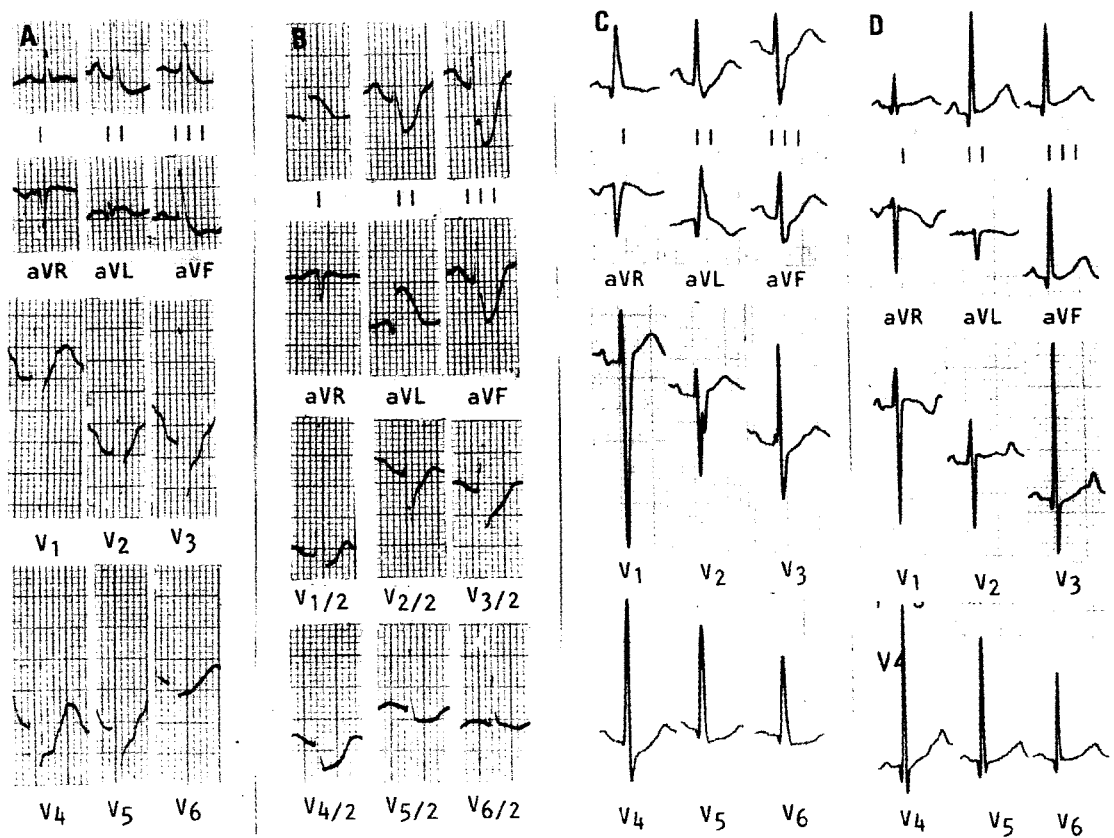 A
I II III
aVR aVL aVF
V1 V2 V3
V4 V5 V6
B
I II III
aVR aVL aVF
V1/2 V2/2 V3/2
V4/2 V5/2 V6/2
C
I II III
aVR aVL aVF
V1 V2 V3
V4 V5 V6
D
I II III
aVR aVL aVF
V1 V2 V3
V4
V4 V5 V6